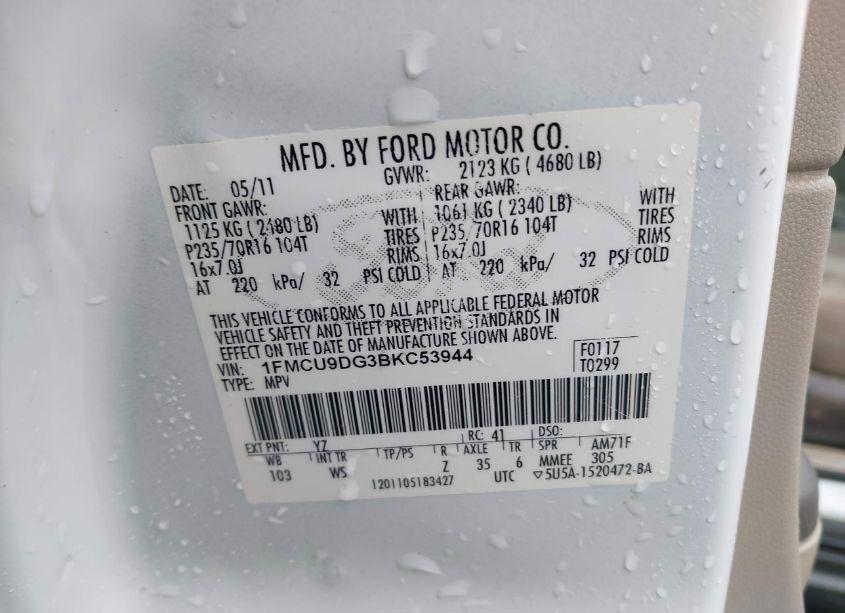 MFD. BY FORD MOTOR CO.
DATE: 05/11 GVWR: 2123 KG ( 4680 LB)
FRONT GAWR: REAR GAWR:
1125 KG ( 2480 LB) WITH 1061 KG ( 2340 LB) WITH
P235/70R16 104T TIRES P235/70R16 104T TIRES
16x7.0J RIMS 16x7.0J RIMS
AT 220 kPa/ 32 PSI COLD AT 220 kPa/ 32 PSI COLD
THIS VEHICLE CONFORMS TO ALL APPLICABLE FEDERAL MOTOR
VEHICLE SAFETY AND THEFT PREVENTION STANDARDS IN
EFFECT ON THE DATE OF MANUFACTURE SHOWN ABOVE.
VIN: 1FMCU9DG3BKC53944 F0117
TYPE: MPV T0299
EXT PNT: YZ RC: 41 DSO:
WB INT TR TP/PS R AXLE TR SPR AM71F
103 WS Z 35 6 MMEE 305
1201105183427 UTC ▽5U5A-1520472-BA